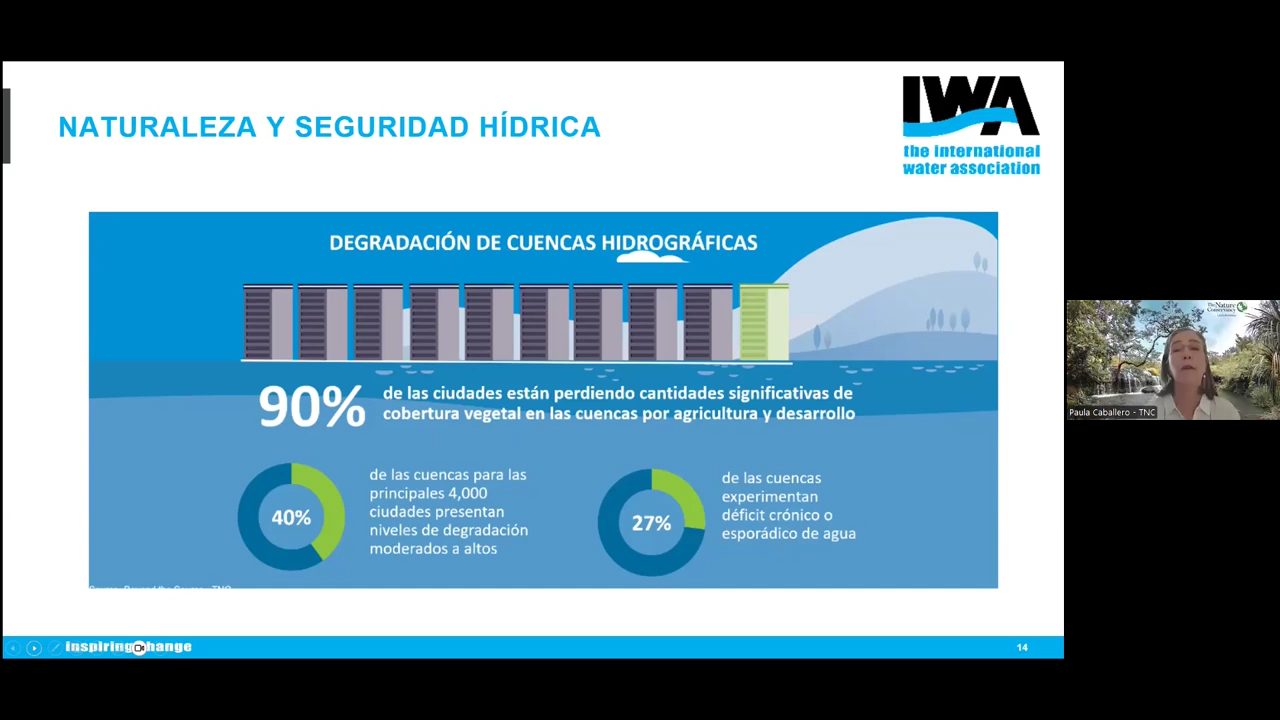 NATURALEZA Y SEGURIDAD HÍDRICA
IWA
the international
water association
DEGRADACIÓN DE CUENCAS HIDROGRÁFICAS
90%
de las ciudades están perdiendo cantidades significativas de
cobertura vegetal en las cuencas por agricultura y desarrollo
40%
de las cuencas para las
principales 4,000
ciudades presentan
niveles de degradación
moderados a altos
27%
de las cuencas
experimentan
déficit crónico o
esporádico de agua
inspiring change
14
The Nature
Conservancy
Paula Caballero - TNC